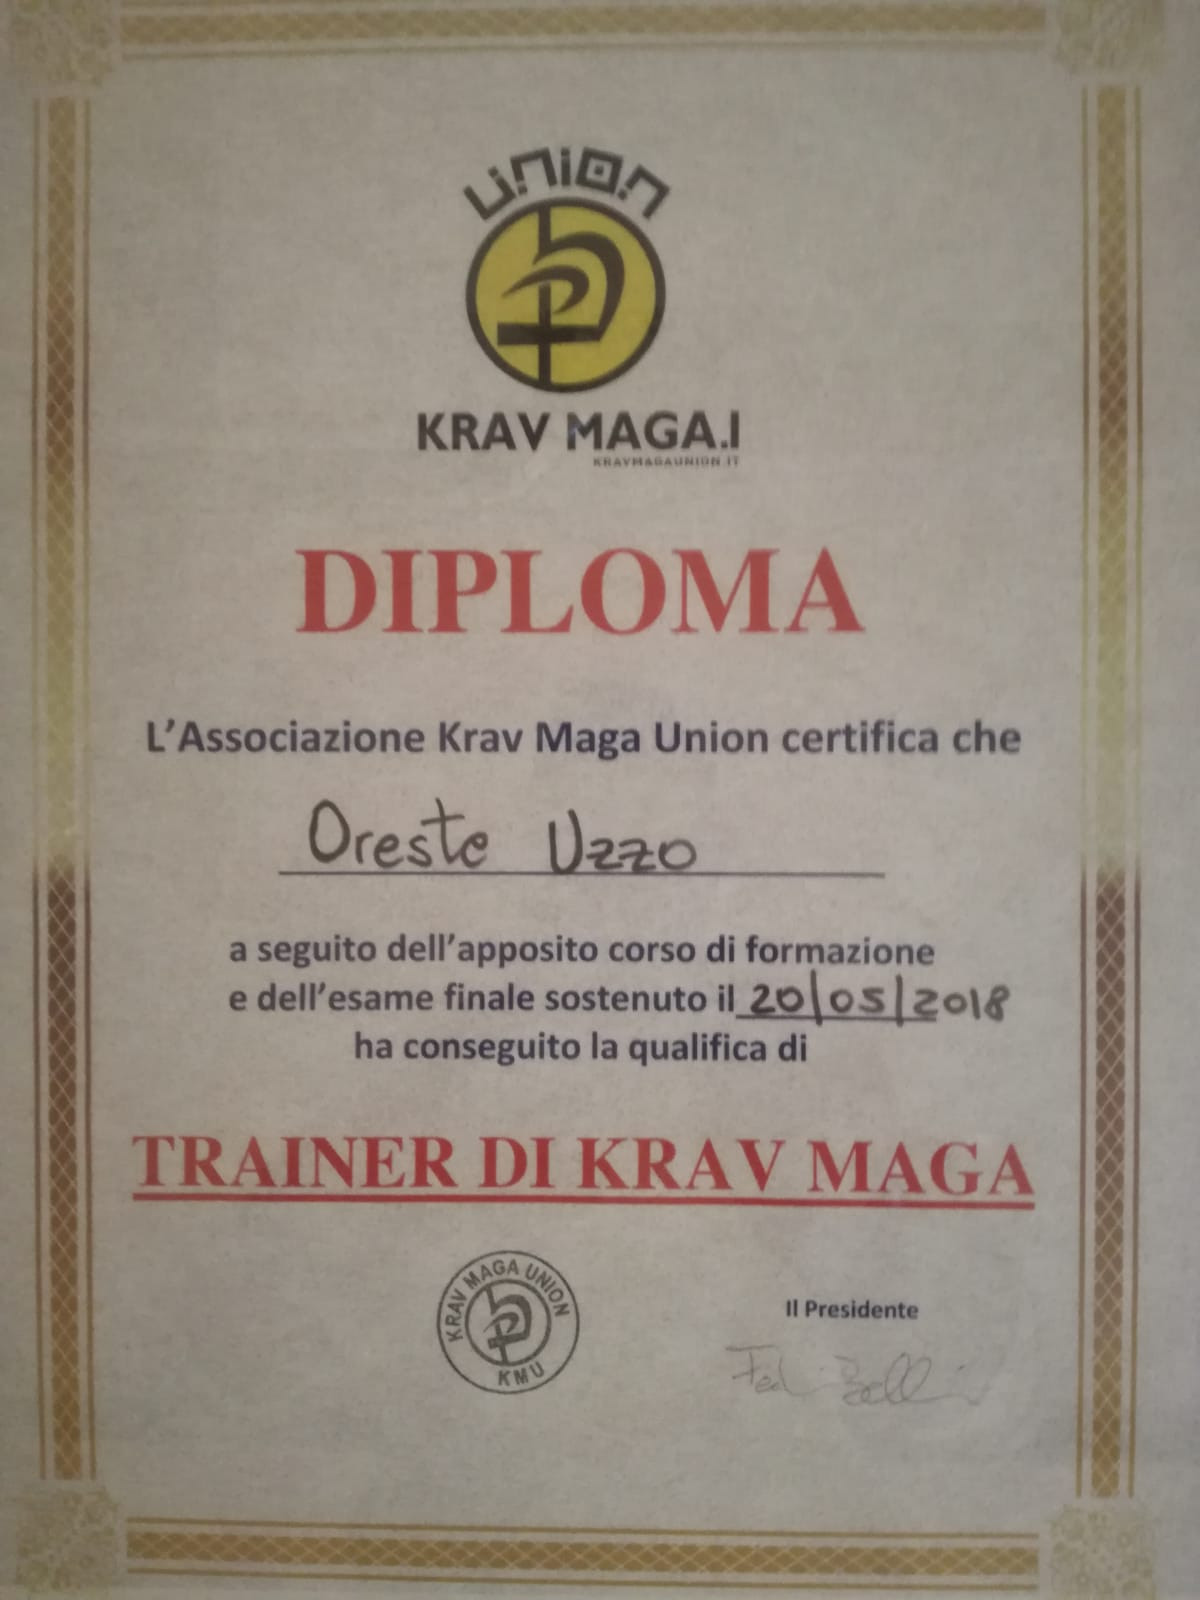 UNION
KRAV MAGA.I
KRAVMAGAUNION.IT
DIPLOMA
L'Associazione Krav Maga Union certifica che
Oreste Uzzo
a seguito dell'apposito corso di formazione
e dell'esame finale sostenuto il 20/05/2018
ha conseguito la qualifica di
TRAINER DI KRAV MAGA
KRAV MAGA UNION
KMU
Il Presidente